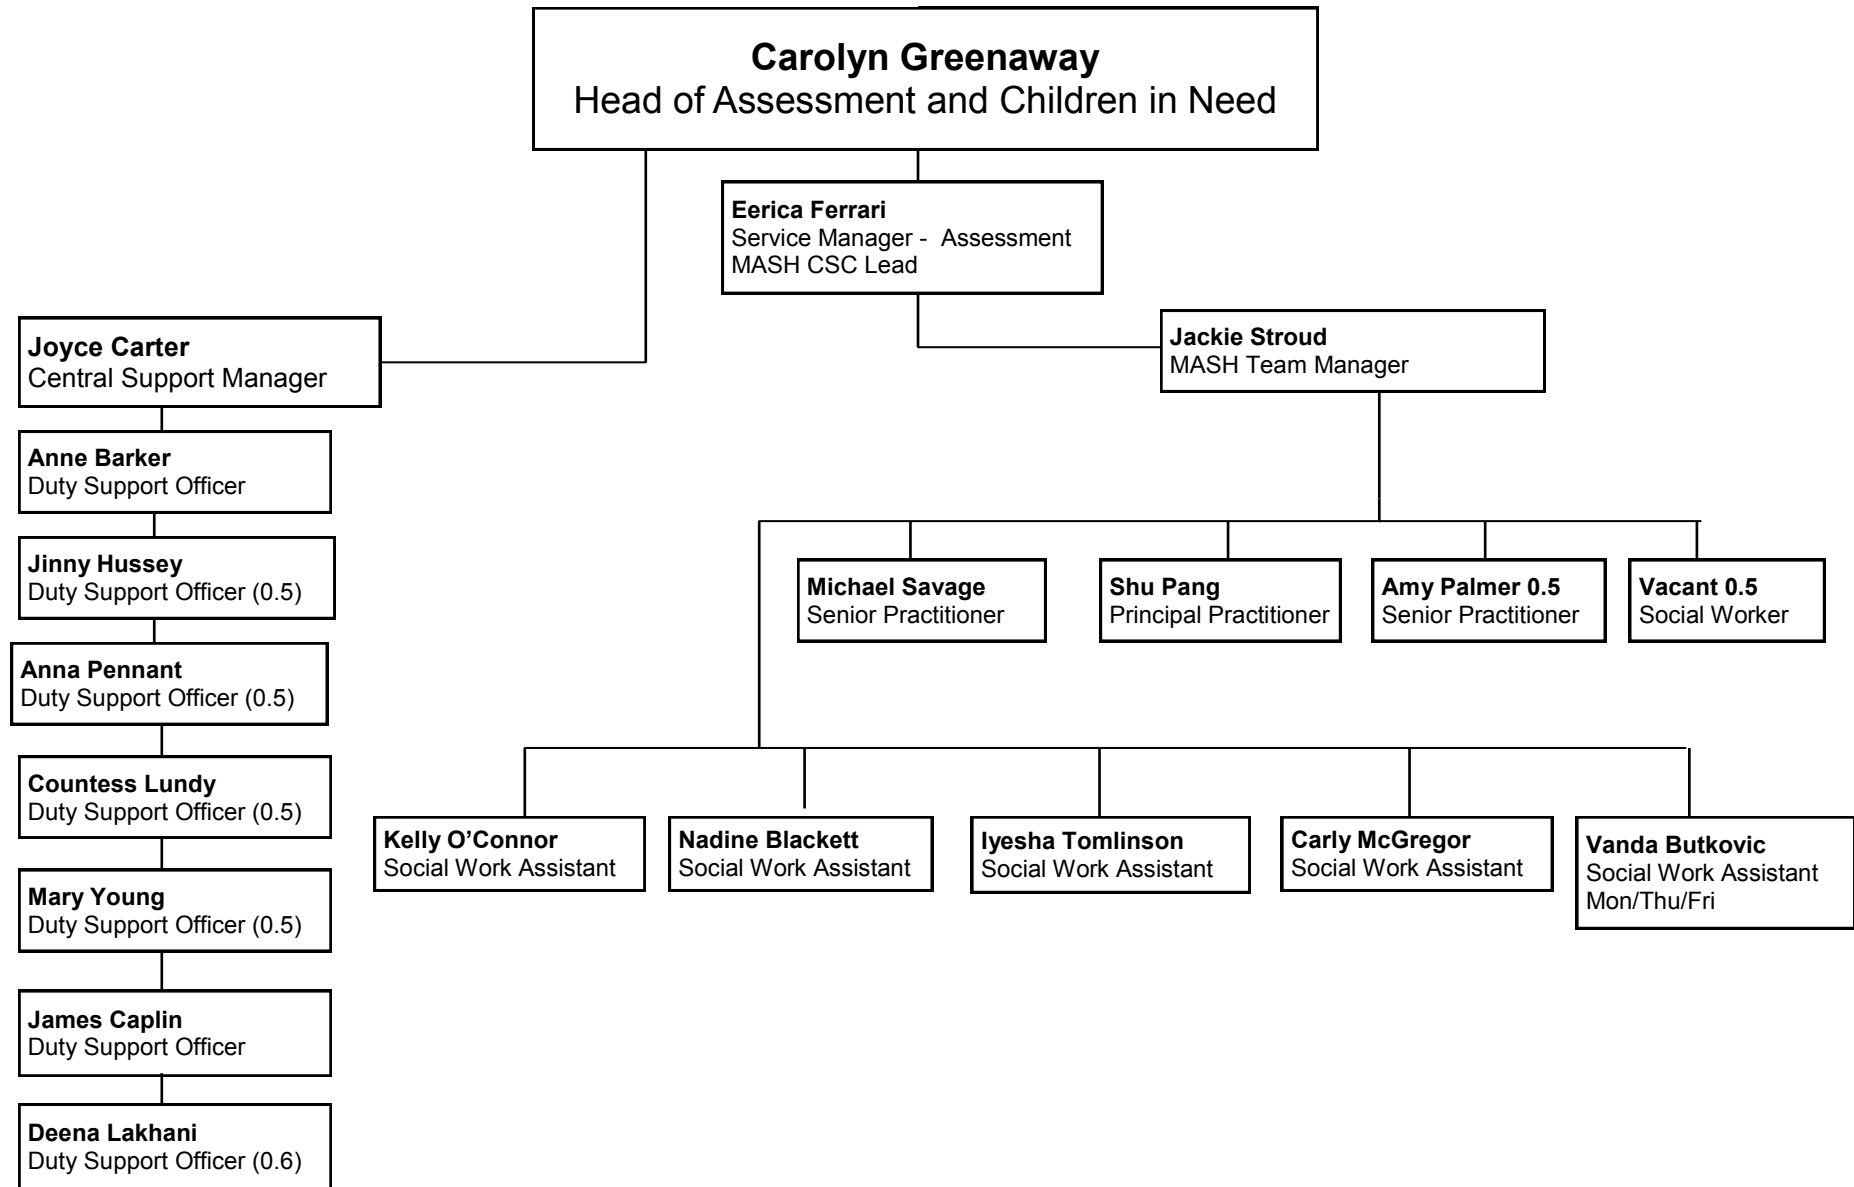 Carolyn Greenaway
Head of Assessment and Children in Need
Eerica Ferrari
Service Manager - Assessment
MASH CSC Lead
Joyce Carter
Central Support Manager
Jackie Stroud
MASH Team Manager
Anne Barker
Duty Support Officer
Jinny Hussey
Duty Support Officer (0.5)
Anna Pennant
Duty Support Officer (0.5)
Countess Lundy
Duty Support Officer (0.5)
Mary Young
Duty Support Officer (0.5)
James Caplin
Duty Support Officer
Deena Lakhani
Duty Support Officer (0.6)
Michael Savage
Senior Practitioner
Shu Pang
Principal Practitioner
Amy Palmer 0.5
Senior Practitioner
Vacant 0.5
Social Worker
Kelly O’Connor
Social Work Assistant
Nadine Blackett
Social Work Assistant
Iyesha Tomlinson
Social Work Assistant
Carly McGregor
Social Work Assistant
Vanda Butkovic
Social Work Assistant
Mon/Thu/Fri